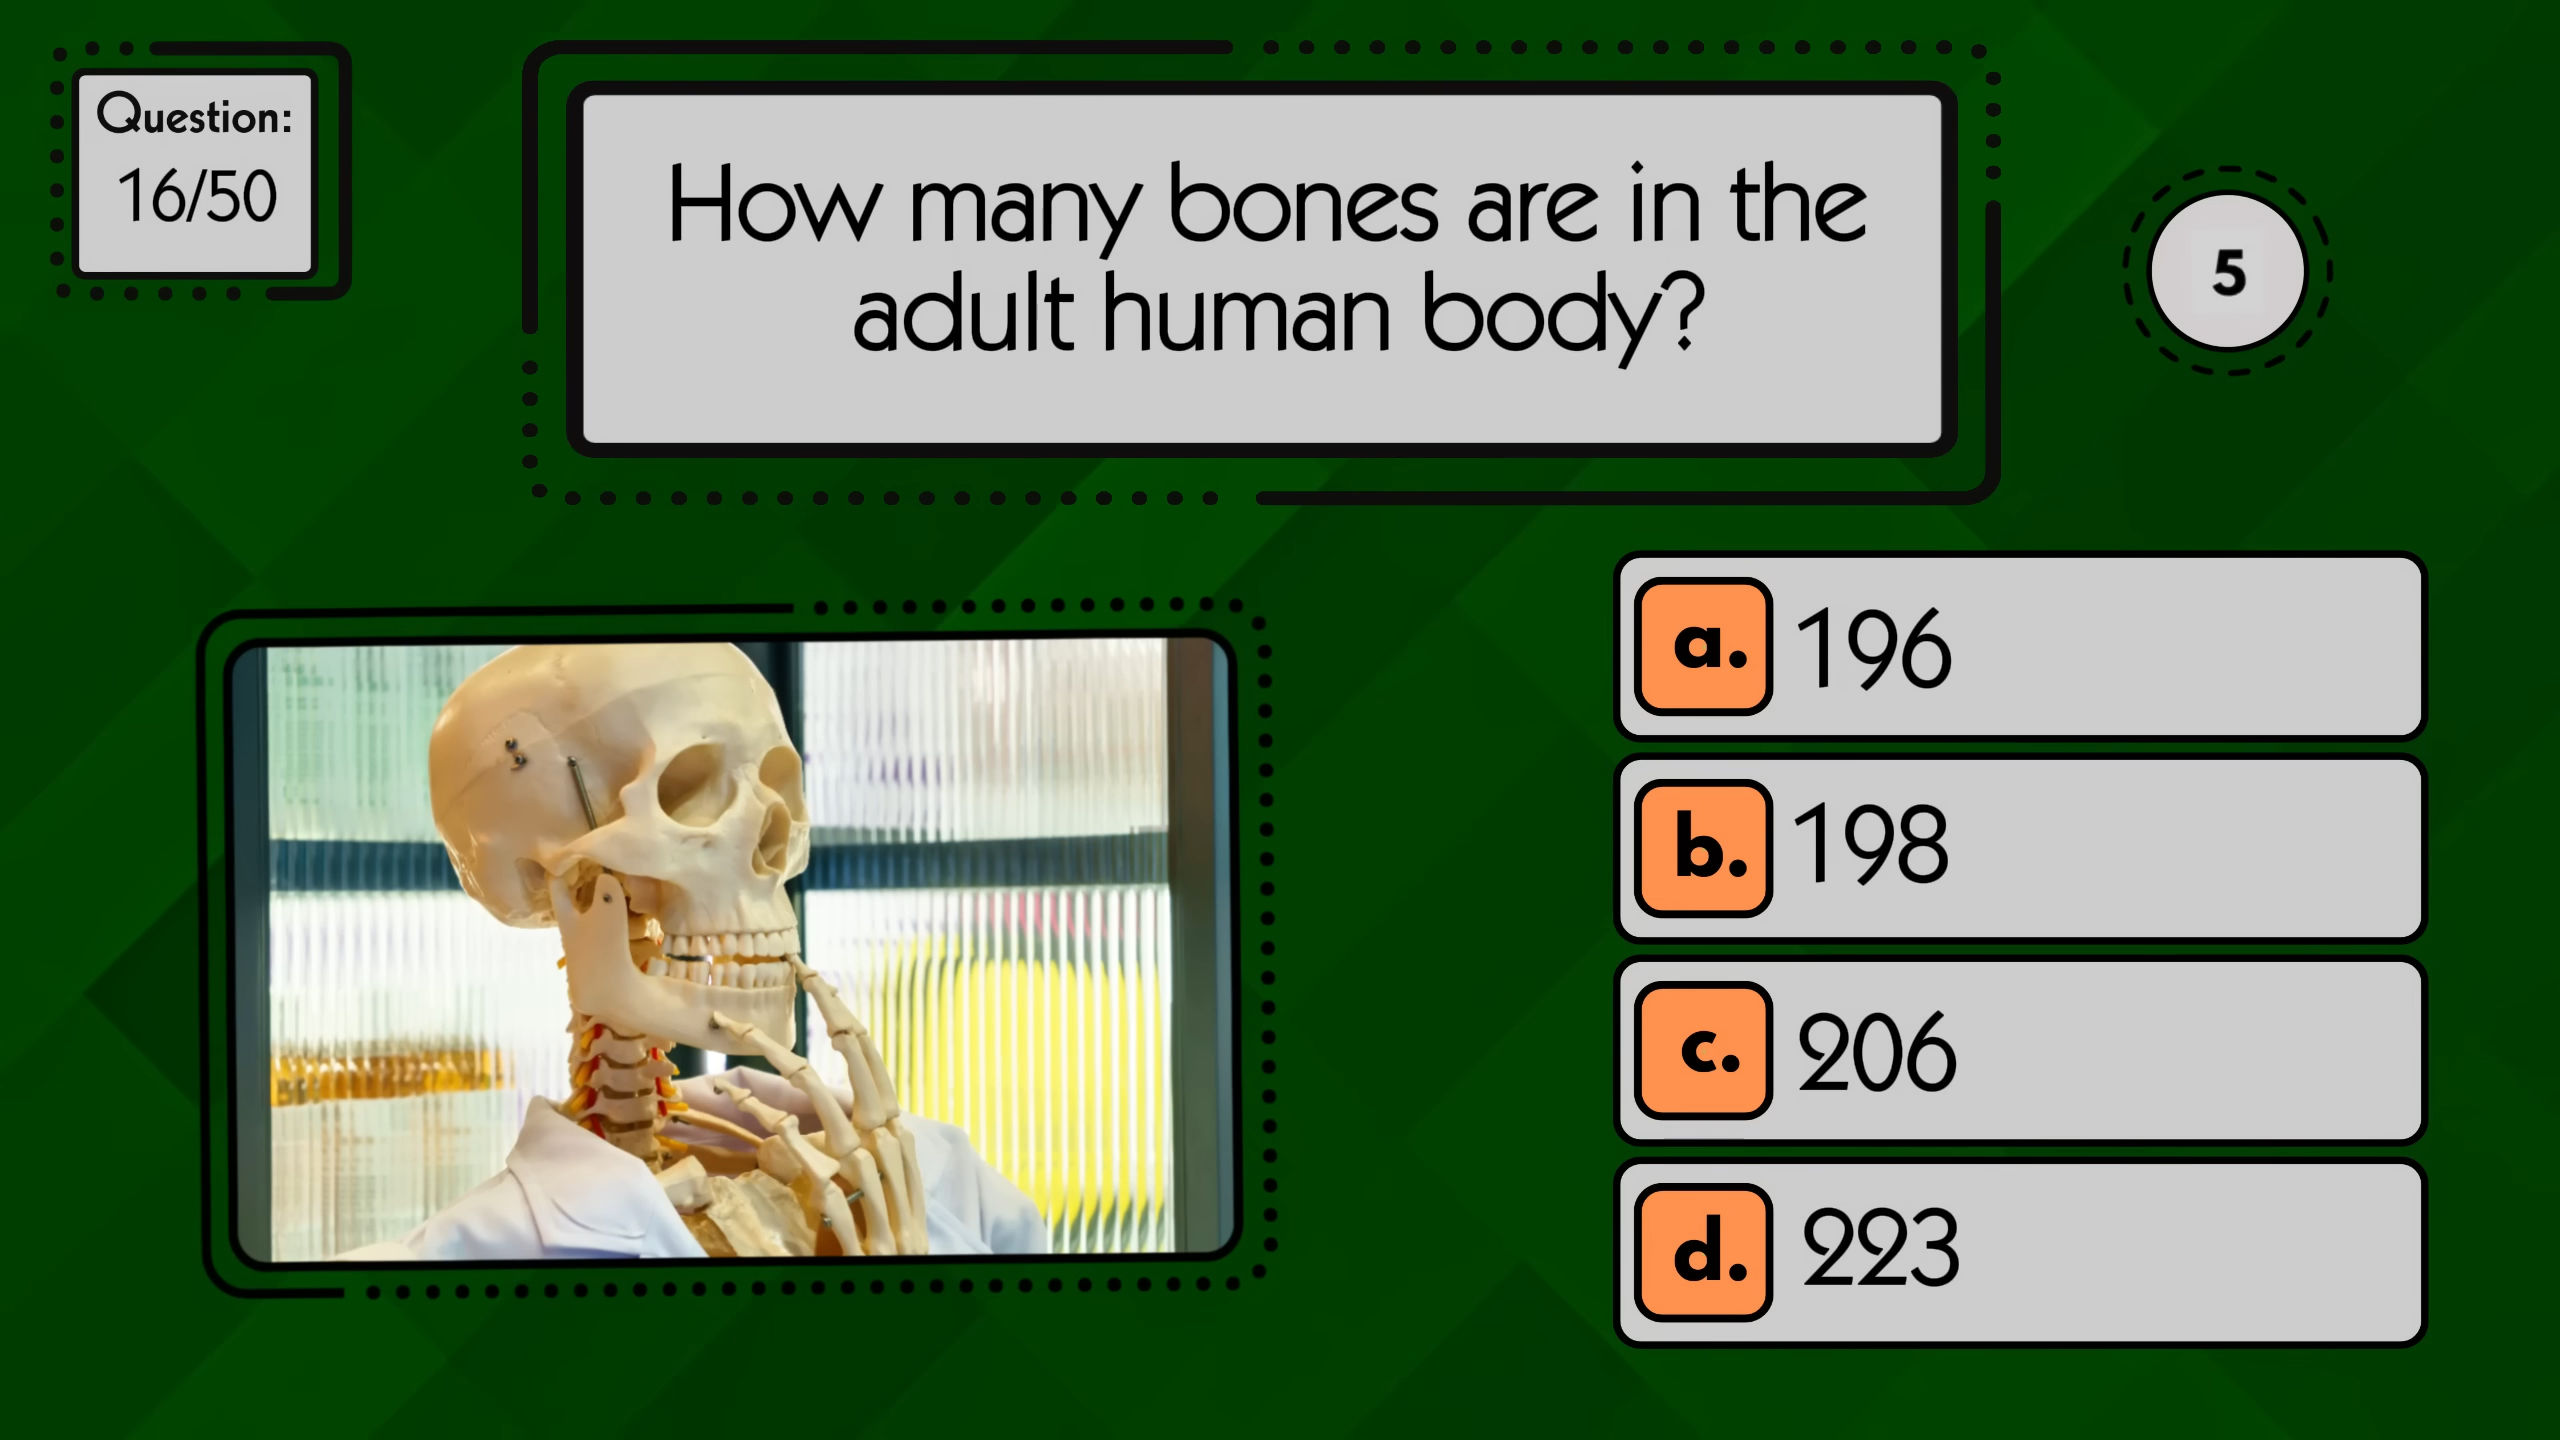 Question:
16/50
How many bones are in the
adult human body?
5
a. 196
b. 198
c. 206
d. 223